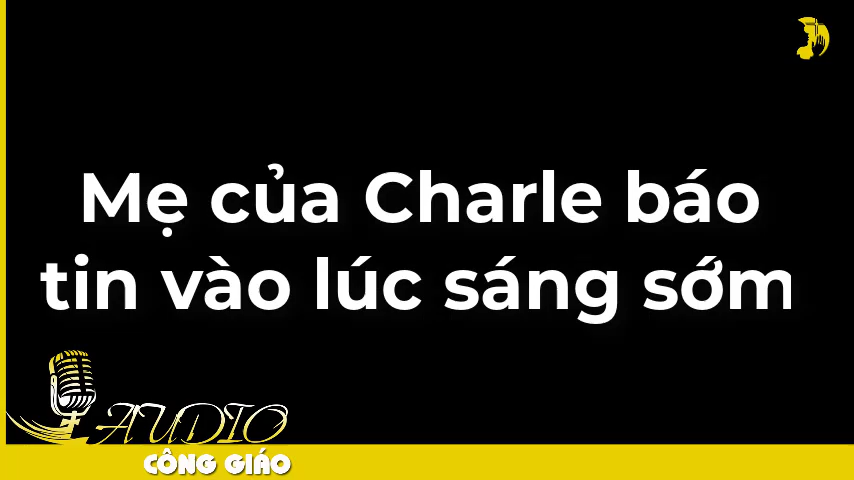 Mẹ của Charle báo
tin vào lúc sáng sớm
AUDIO
CÔNG GIÁO